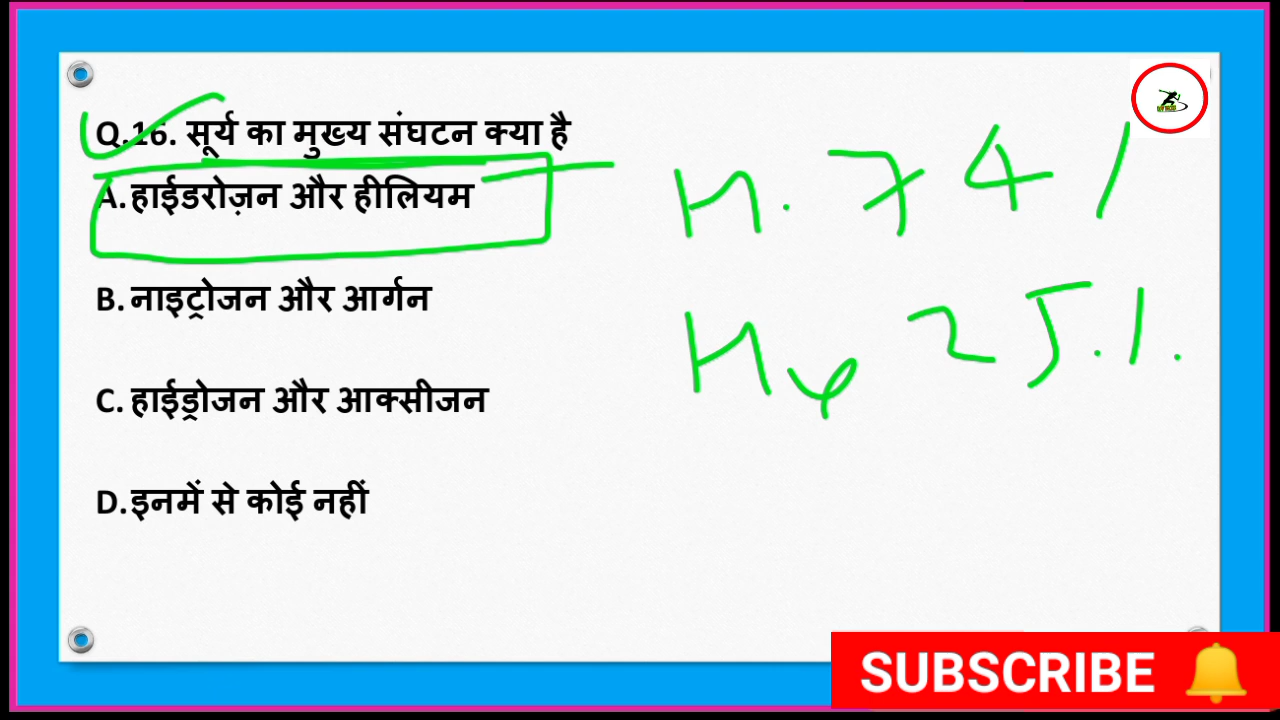 Q.16. सूर्य का मुख्य संघटन क्या है
A. हाईडरोज़न और हीलियम
B. नाइट्रोजन और आर्गन
C. हाईड्रोजन और आक्सीजन
D. इनमें से कोई नहीं
H. 74 /
He 25.1.
SUBSCRIBE